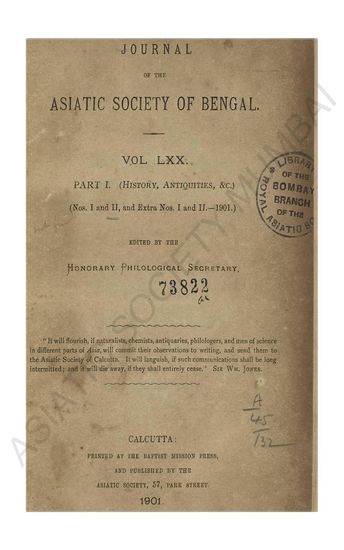 JOURNAL
OF THE
ASIATIC SOCIETY OF BENGAL.
VOL LXX.
PART I. (HISTORY, ANTIQUITIES, &C.)
(Nos. I and II, and Extra Nos. I and II.—1901.)
LIBRARY
OF THE
BOMBAY
BRANCH
OF THE
ROYAL ASIATIC
EDITED BY THE
HONORARY PHILOLOGICAL SECRETARY.
73822
"It will flourish, if naturalists, chemists, antiquaries, philologers, and men of science
in different parts of Asia, will commit their observations to writing, and send them to
the Asiatic Society of Calcutta. It will languish, if such communications shall be long
intermitted; and it will die away, if they shall entirely cease." SIR WM. JONES.
A
45
132
CALCUTTA:
PRINTED AT THE BAPTIST MISSION PRESS,
AND PUBLISHED BY THE
ASIATIC SOCIETY, 57, PARK STREET.
1901.
ASIATIC SOCIETY MUMBAI